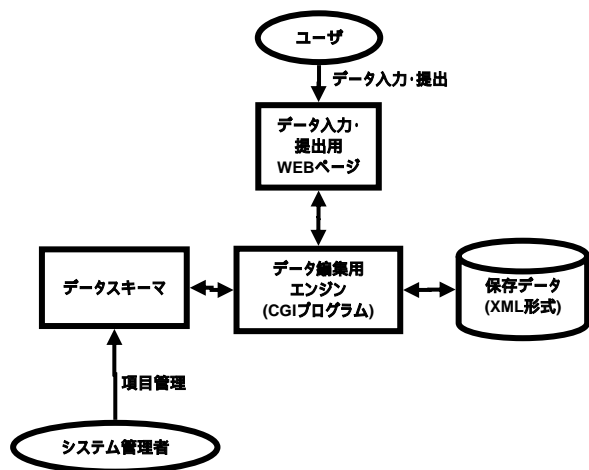 ユーザ
データ入力・提出
データ入力・
提出用
WEBページ
データスキーマ
データ編集用
エンジン
(CGIプログラム)
保存データ
(XML形式)
項目管理
システム管理者